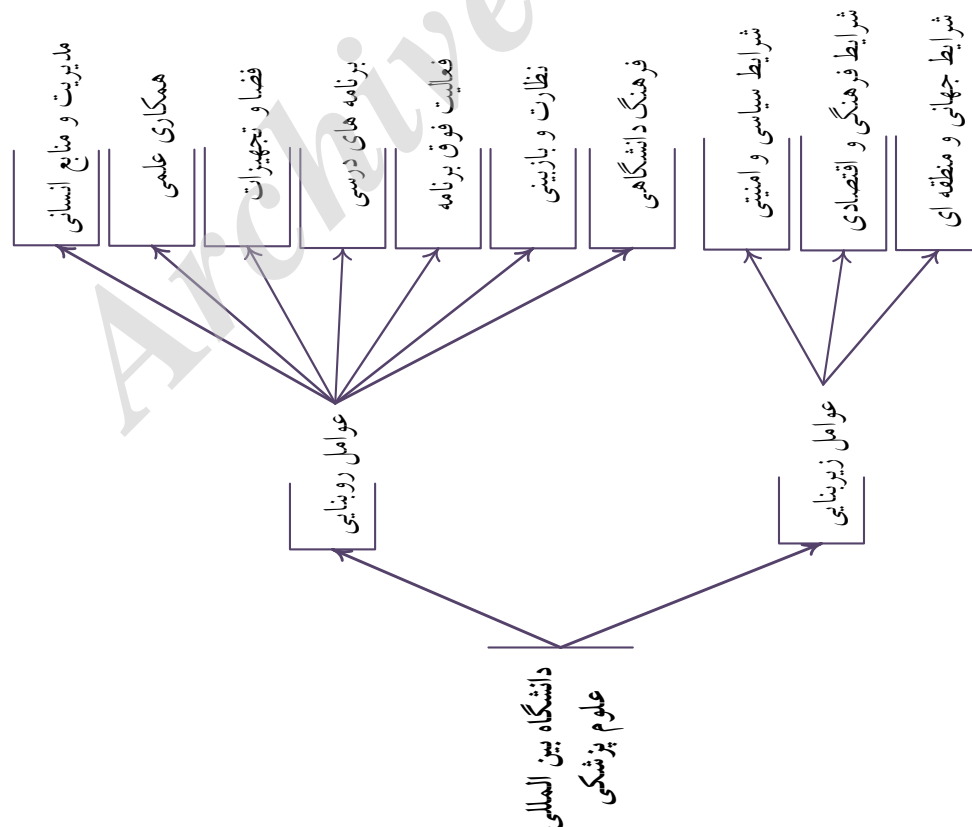 دانشگاه بین المللی
علوم پزشکی
عوامل روبنایی
مدیریت و منابع انسانی
همکاری علمی
فضا و تجهیزات
برنامه های درسی
فعالیت فوق برنامه
نظارت و بازبینی
فرهنگ دانشگاهی
عوامل زیربنایی
شرایط سیاسی و امنیتی
شرایط فرهنگی و اقتصادی
شرایط جهانی و منطقه ای
Archive